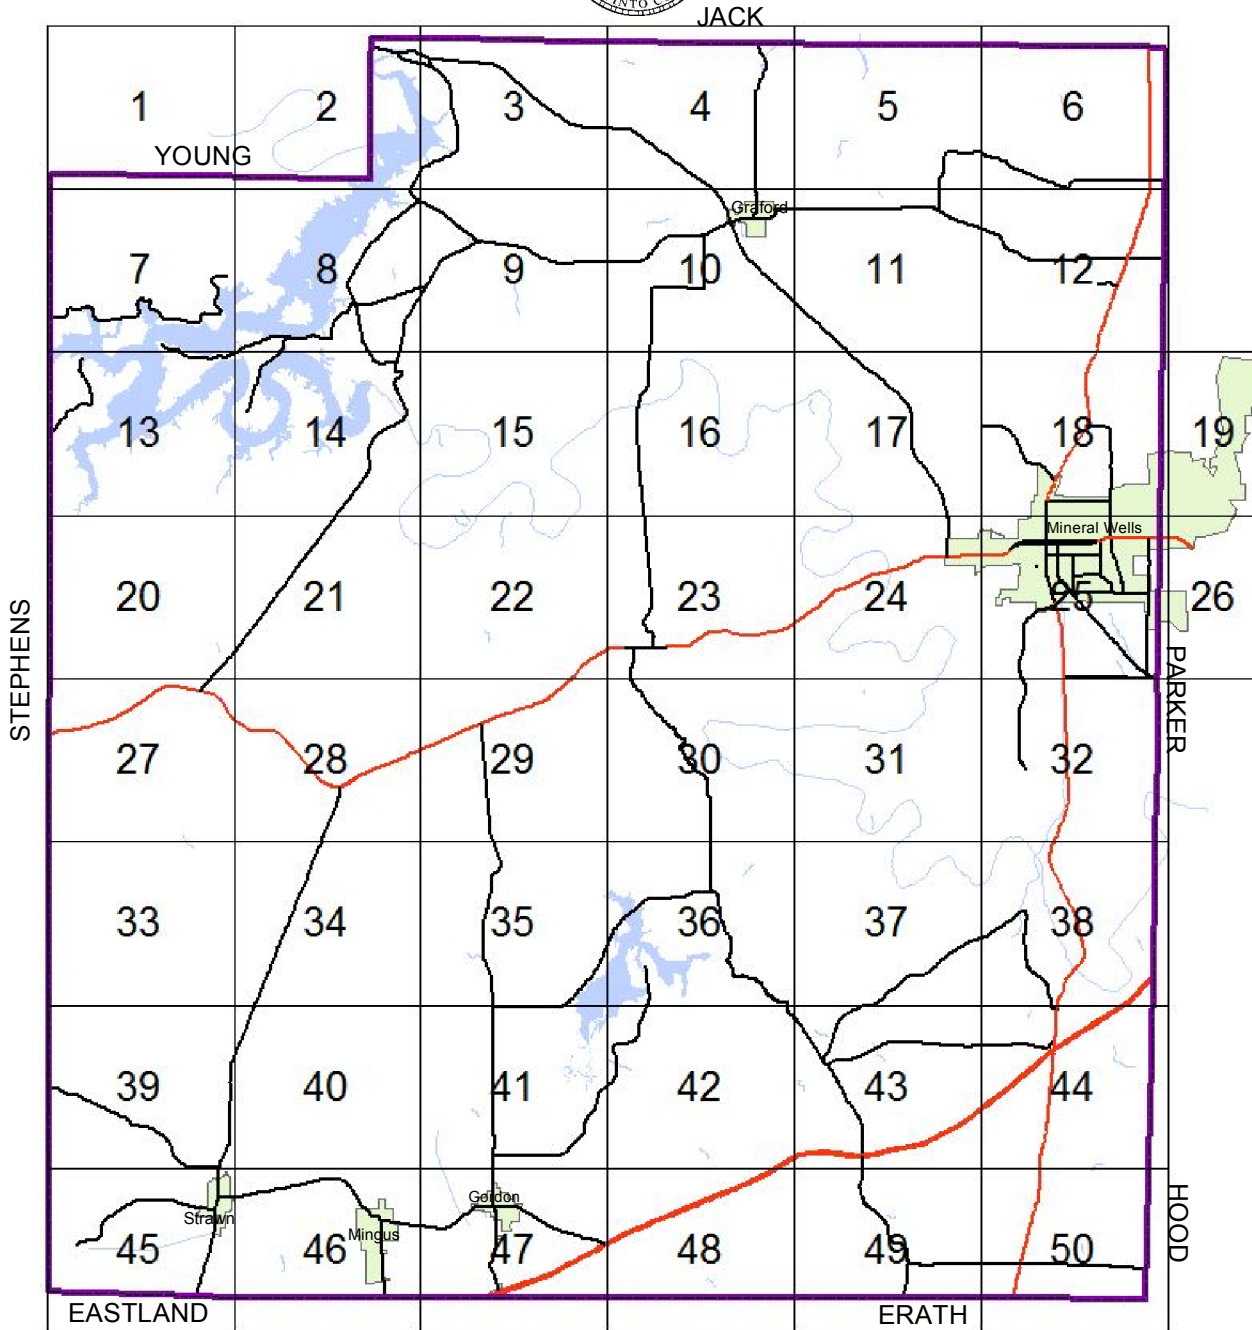 INTO
JACK
1 2 3 4 5 6
YOUNG
Graford
7 8 9 10 11 12
13 14 15 16 17 18 19
Mineral Wells
20 21 22 23 24 25 26
STEPHENS
PARKER
27 28 29 30 31 32
33 34 35 36 37 38
39 40 41 42 43 44
Strawn
Mingus
Gordon
HOOD
45 46 47 48 49 50
EASTLAND
ERATH